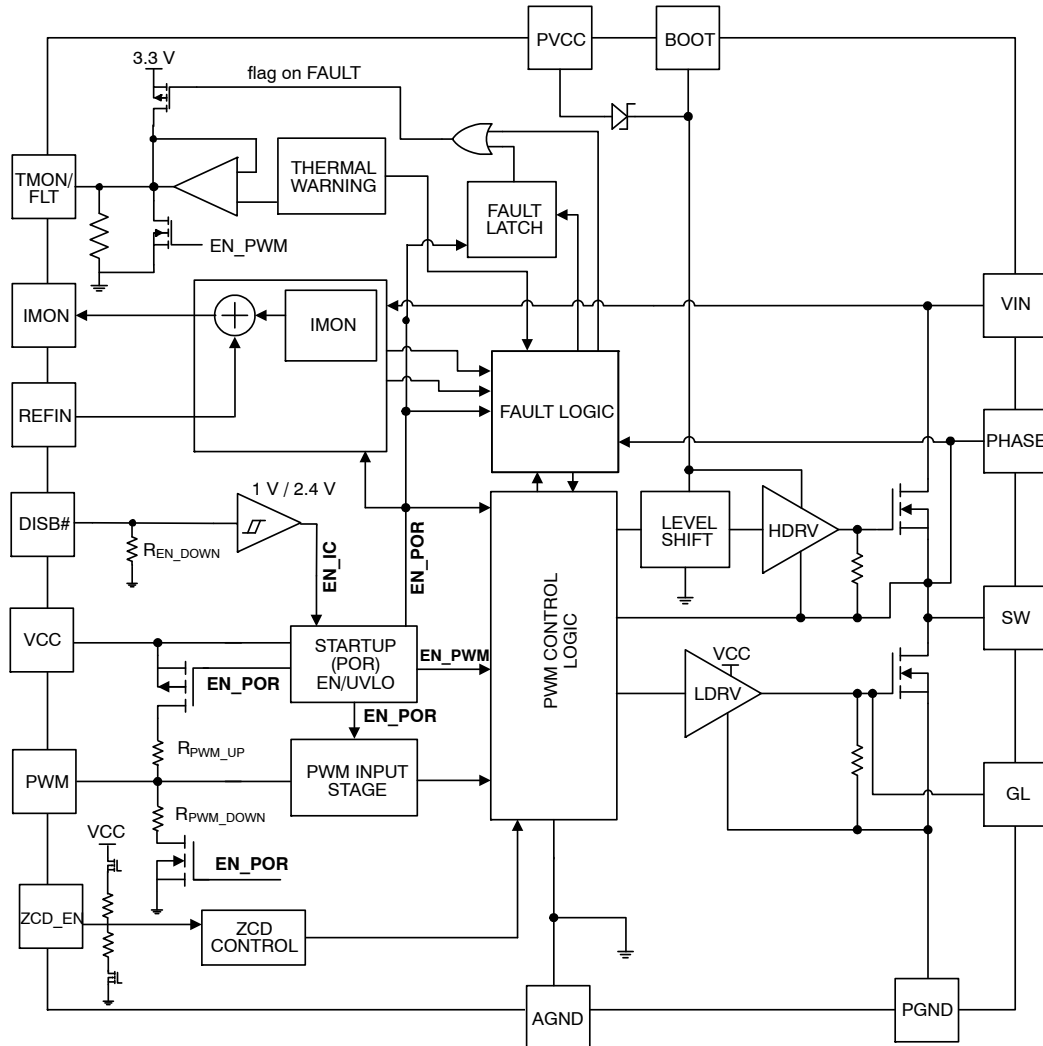 PVCC
BOOT
3.3 V
flag on FAULT
TMON/
FLT
THERMAL
WARNING
FAULT
LATCH
EN_PWM
IMON
IMON
VIN
REFIN
FAULT LOGIC
PHASE
DISB#
1 V / 2.4 V
REN_DOWN
EN_IC
EN_POR
LEVEL
SHIFT
HDRV
VCC
STARTUP
(POR)
EN/UVLO
EN_PWM
PWM CONTROL
LOGIC
SW
EN_POR
VCC
LDRV
EN_POR
RPWM_UP
PWM
PWM INPUT
STAGE
GL
RPWM_DOWN
VCC
EN_POR
ZCD_EN
ZCD
CONTROL
AGND
PGND